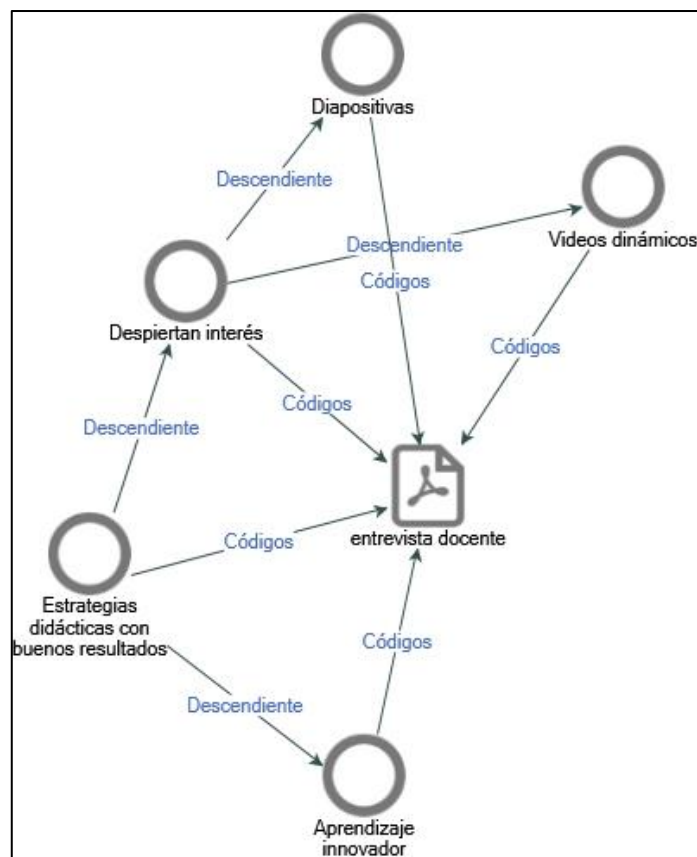 Diapositivas
Descendiente
Videos dinámicos
Descendiente
Códigos
Despiertan interés
Códigos
Códigos
Descendiente
entrevista docente
Códigos
Estrategias
didácticas con
buenos resultados
Códigos
Descendiente
Aprendizaje
innovador